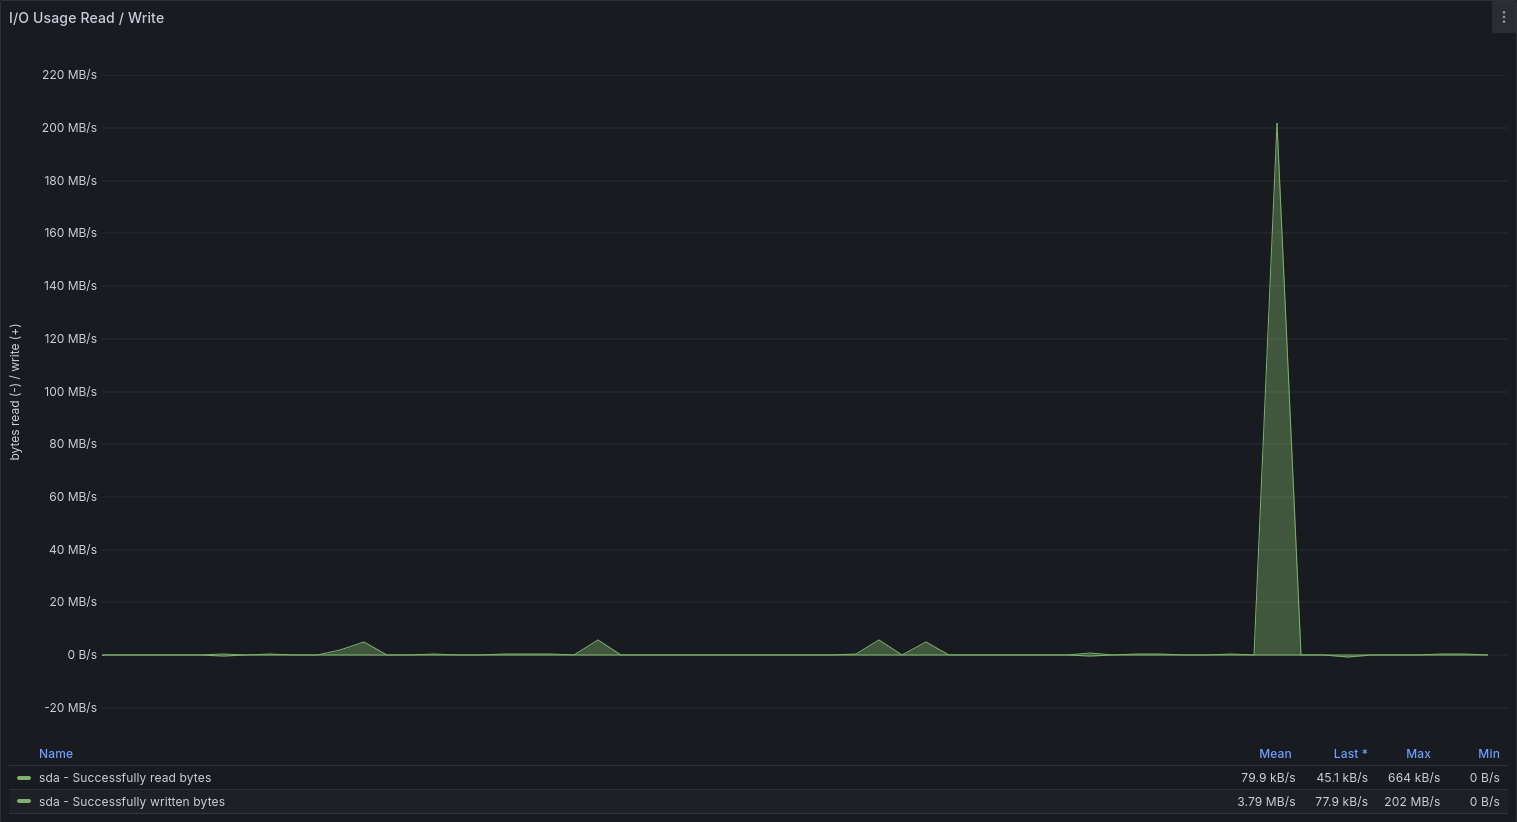 I/O Usage Read / Write
220 MB/s
200 MB/s
180 MB/s
160 MB/s
140 MB/s
120 MB/s
100 MB/s
80 MB/s
60 MB/s
40 MB/s
20 MB/s
0 B/s
-20 MB/s
bytes read (-) / write (+)
Name Mean Last * Max Min
sda - Successfully read bytes 79.9 kB/s 45.1 kB/s 664 kB/s 0 B/s
sda - Successfully written bytes 3.79 MB/s 77.9 kB/s 202 MB/s 0 B/s